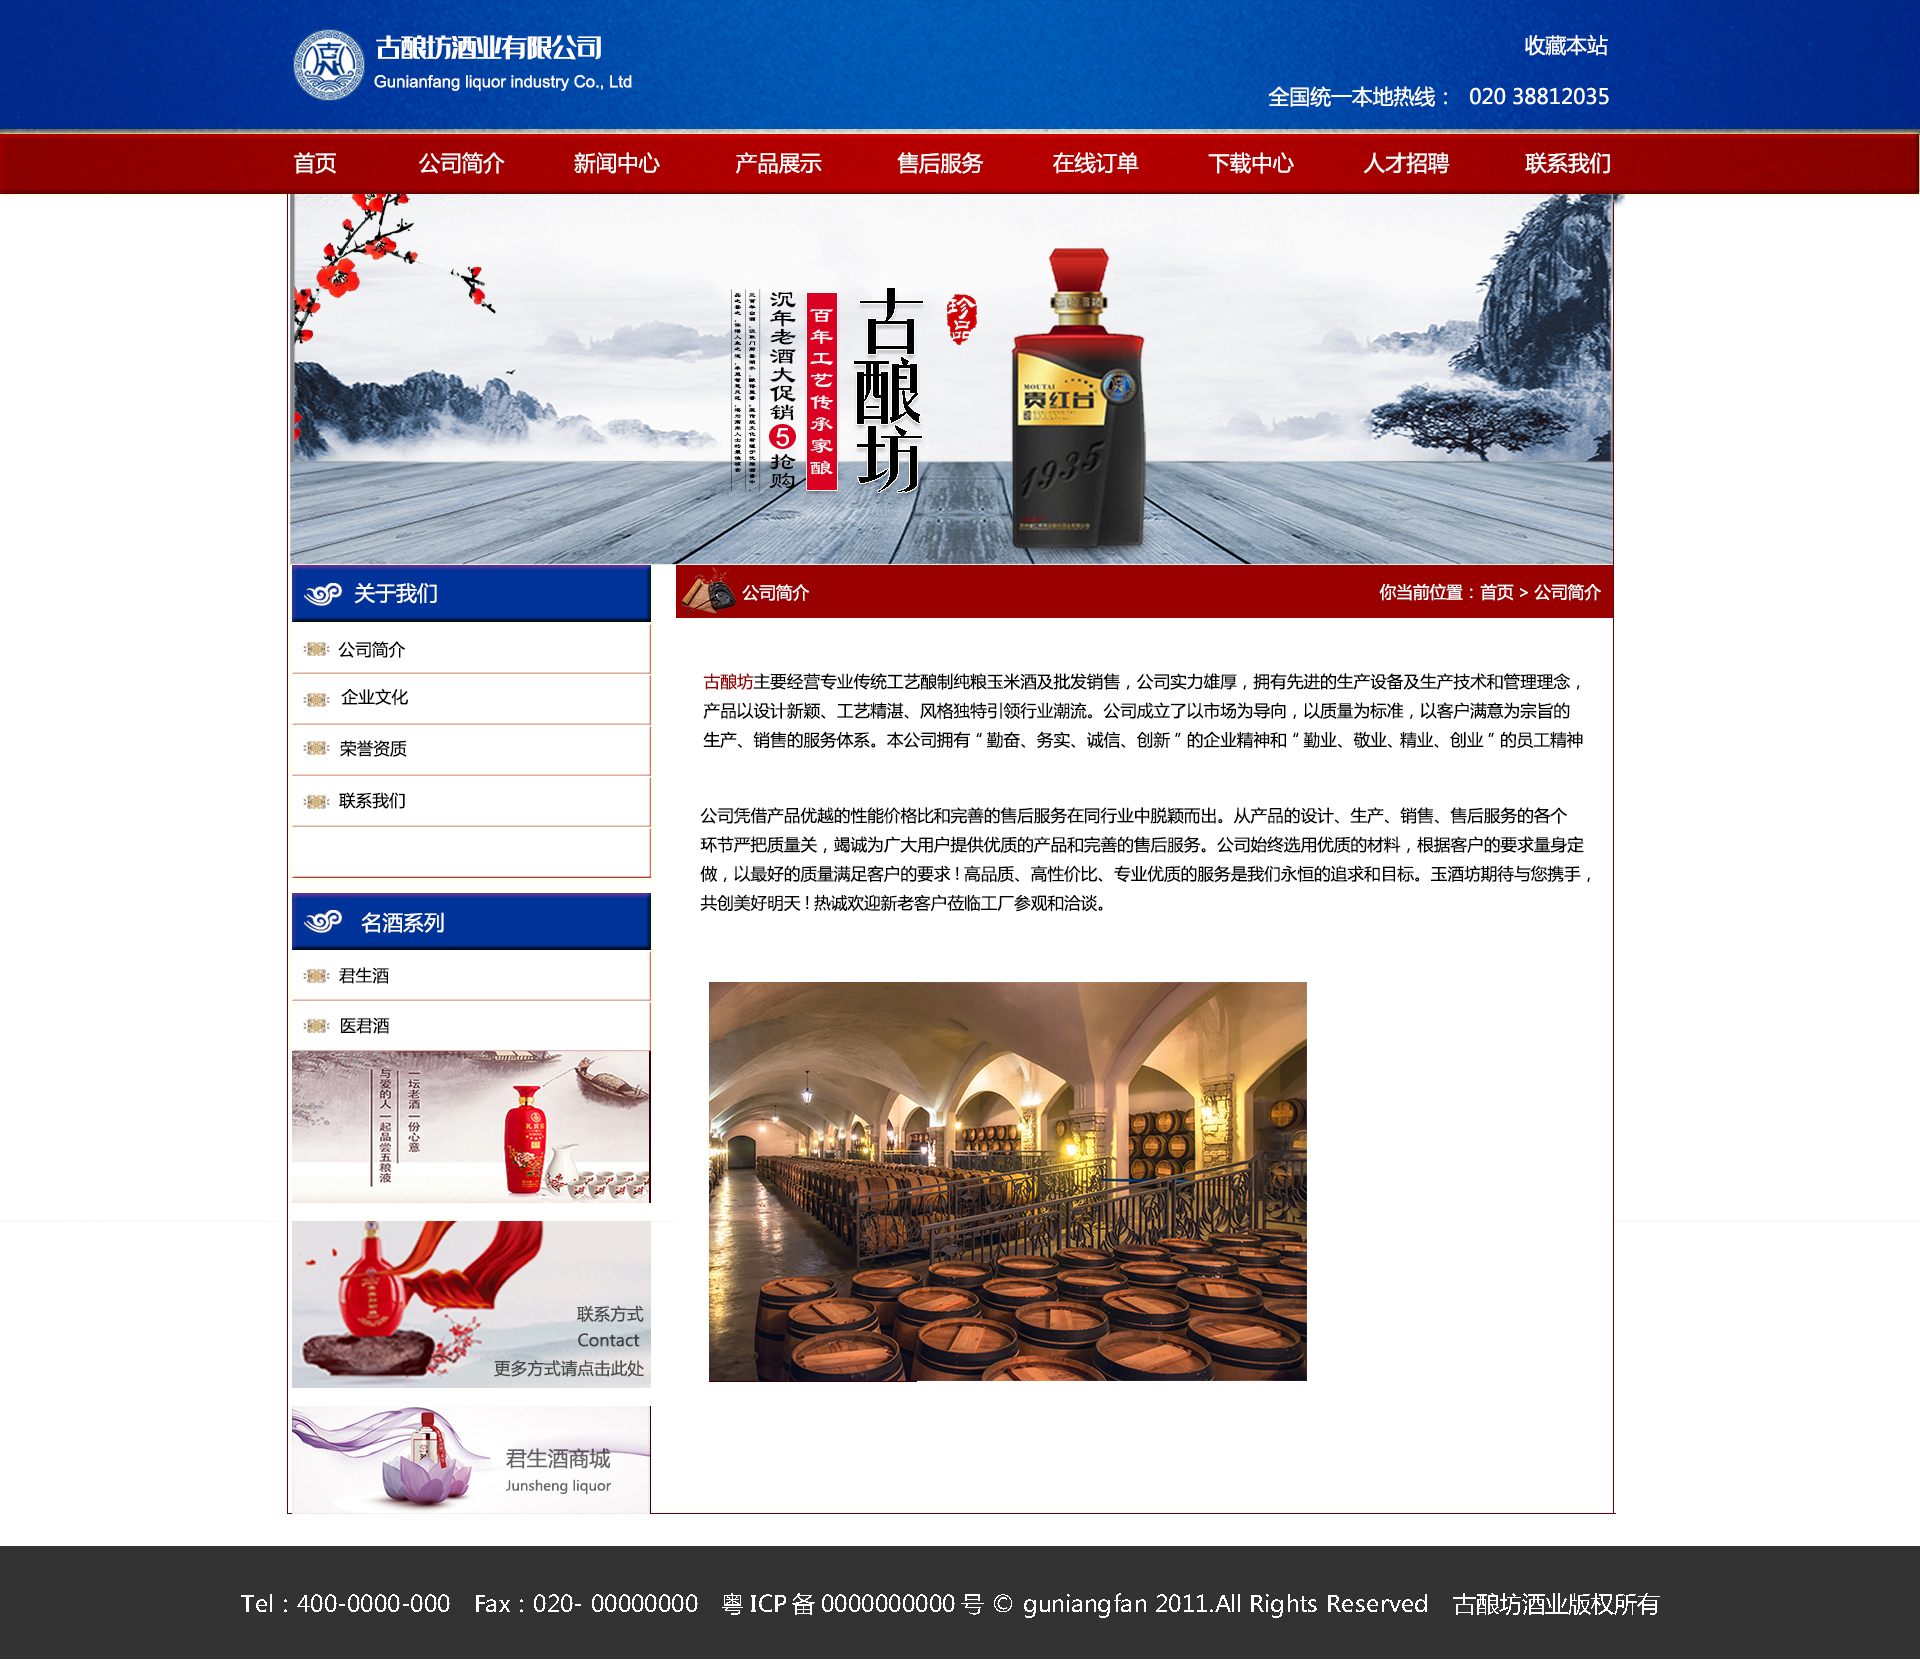 古酿坊酒业有限公司
Gunianfang liquor industry Co., Ltd
收藏本站
全国统一本地热线： 020 38812035
首页 公司简介 新闻中心 产品展示 售后服务 在线订单 下载中心 人才招聘 联系我们
珍品
古酿坊
百年工艺传承家酿
沉年老酒大促销5抢购
MOUTAI
贵红台
1935
关于我们
公司简介
企业文化
荣誉资质
联系我们
名酒系列
君生酒
医君酒
一坛老酒一份心意
与爱的人一起品尝五粮液
联系方式
Contact
更多方式请点击此处
君生酒商城
Junsheng liquor
公司简介
你当前位置：首页 > 公司简介
古酿坊主要经营专业传统工艺酿制纯粮玉米酒及批发销售，公司实力雄厚，拥有先进的生产设备及生产技术和管理理念，
产品以设计新颖、工艺精湛、风格独特引领行业潮流。公司成立了以市场为导向，以质量为标准，以客户满意为宗旨的
生产、销售的服务体系。本公司拥有“勤奋、务实、诚信、创新”的企业精神和“勤业、敬业、精业、创业”的员工精神
公司凭借产品优越的性能价格比和完善的售后服务在同行业中脱颖而出。从产品的设计、生产、销售、售后服务的各个
环节严把质量关，竭诚为广大用户提供优质的产品和完善的售后服务。公司始终选用优质的材料，根据客户的要求量身定
做，以最好的质量满足客户的要求！高品质、高性价比、专业优质的服务是我们永恒的追求和目标。玉酒坊期待与您携手，
共创美好明天！热诚欢迎新老客户莅临工厂参观和洽谈。
Tel：400-0000-000 Fax：020- 00000000 粤 ICP 备 0000000000 号 © guniangfan 2011.All Rights Reserved 古酿坊酒业版权所有